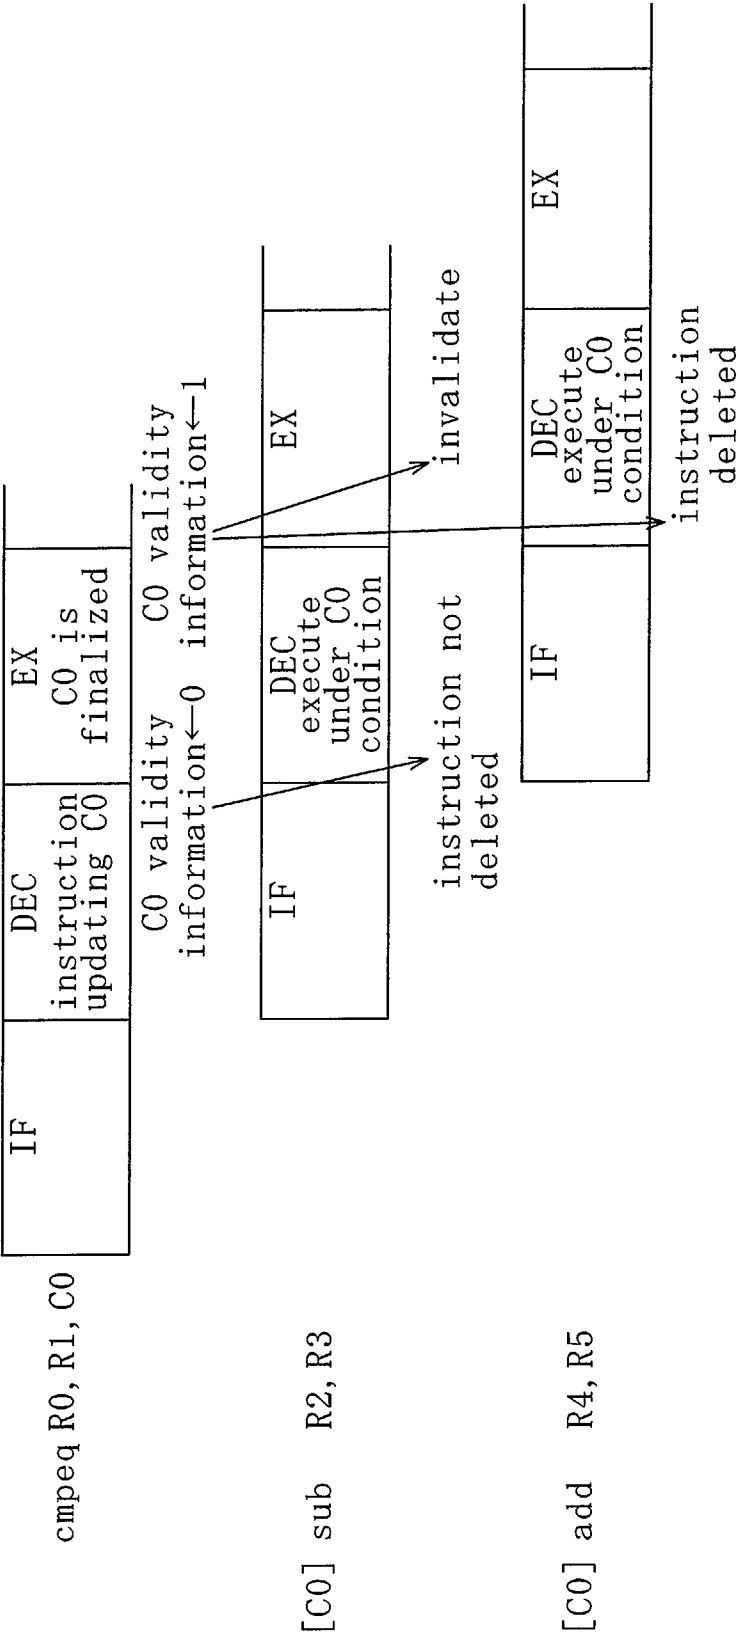 cmpeq R0, R1, C0
IF
DEC
instruction
updating C0
EX
C0 is
finalized
C0 validity
information←0
C0 validity
information←1
[C0] sub R2, R3
IF
DEC
execute
under C0
condition
EX
instruction not
deleted
invalidate
[C0] add R4, R5
IF
DEC
execute
under C0
condition
EX
instruction
deleted